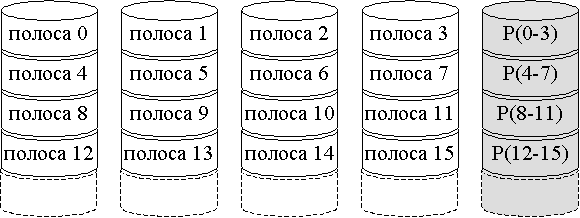 полоса 0 полоса 1 полоса 2 полоса 3 P(0-3)
полоса 4 полоса 5 полоса 6 полоса 7 P(4-7)
полоса 8 полоса 9 полоса 10 полоса 11 P(8-11)
полоса 12 полоса 13 полоса 14 полоса 15 P(12-15)